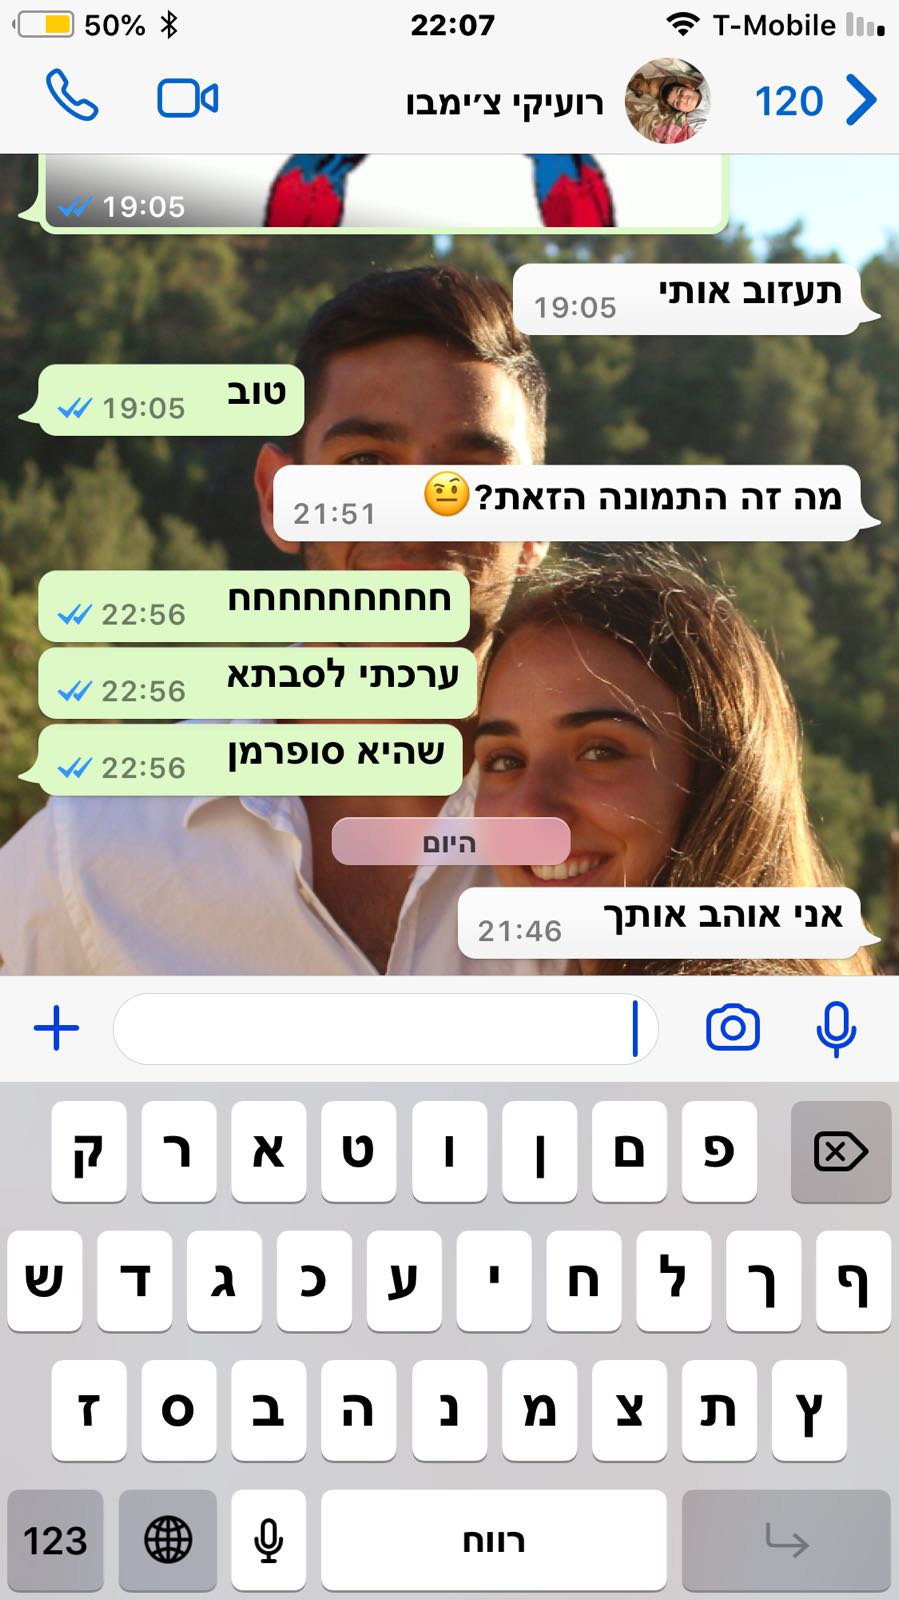 50%
22:07
T-Mobile
רועיקי צ׳ימבו
120
19:05
תעזוב אותי
19:05
טוב
19:05
מה זה התמונה הזאת?🤨
21:51
חחחחחחחחח
22:56
ערכתי לסבתא
22:56
שהיא סופרמן
22:56
היום
אני אוהב אותך
21:46
ק ר א ט ו ן ם פ
ש ד ג כ ע י ח ל ך ף
ז ס ב ה נ מ צ ת ץ
123
רווח